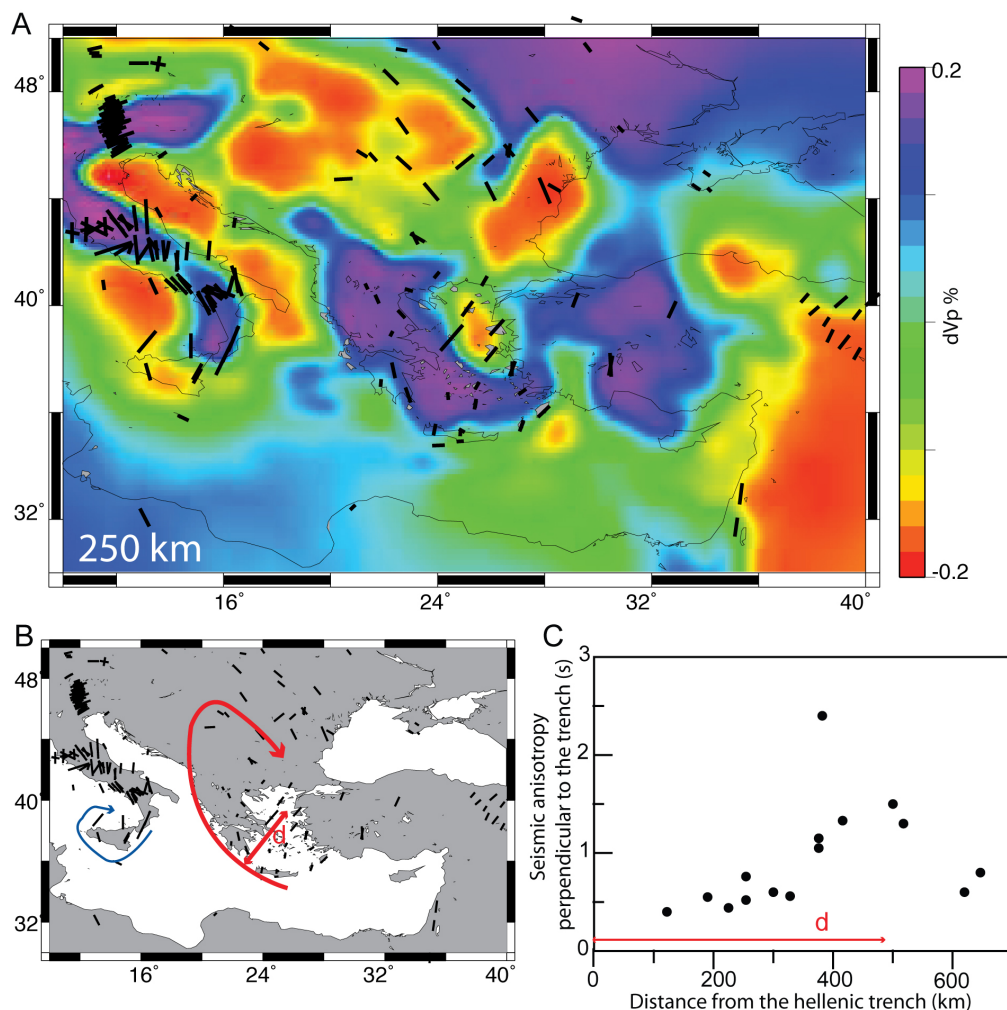 A
48°
40°
32°
16°
24°
32°
40°
250 km
0.2
dVp %
-0.2
B
48
40
32
16°
24°
32°
40°
d
C
Seismic anisotropy
perpendicular to the trench (s)
3
2
1
0
d
0
200
400
600
Distance from the hellenic trench (km)